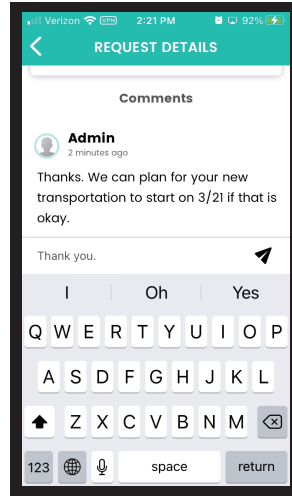 Verizon VPN 2:21 PM 92%
REQUEST DETAILS
Comments
Admin
2 minutes ago
Thanks. We can plan for your new
transportation to start on 3/21 if that is
okay.
Thank you.
I Oh Yes
Q W E R T Y U I O P
A S D F G H J K L
Z X C V B N M
123 space return